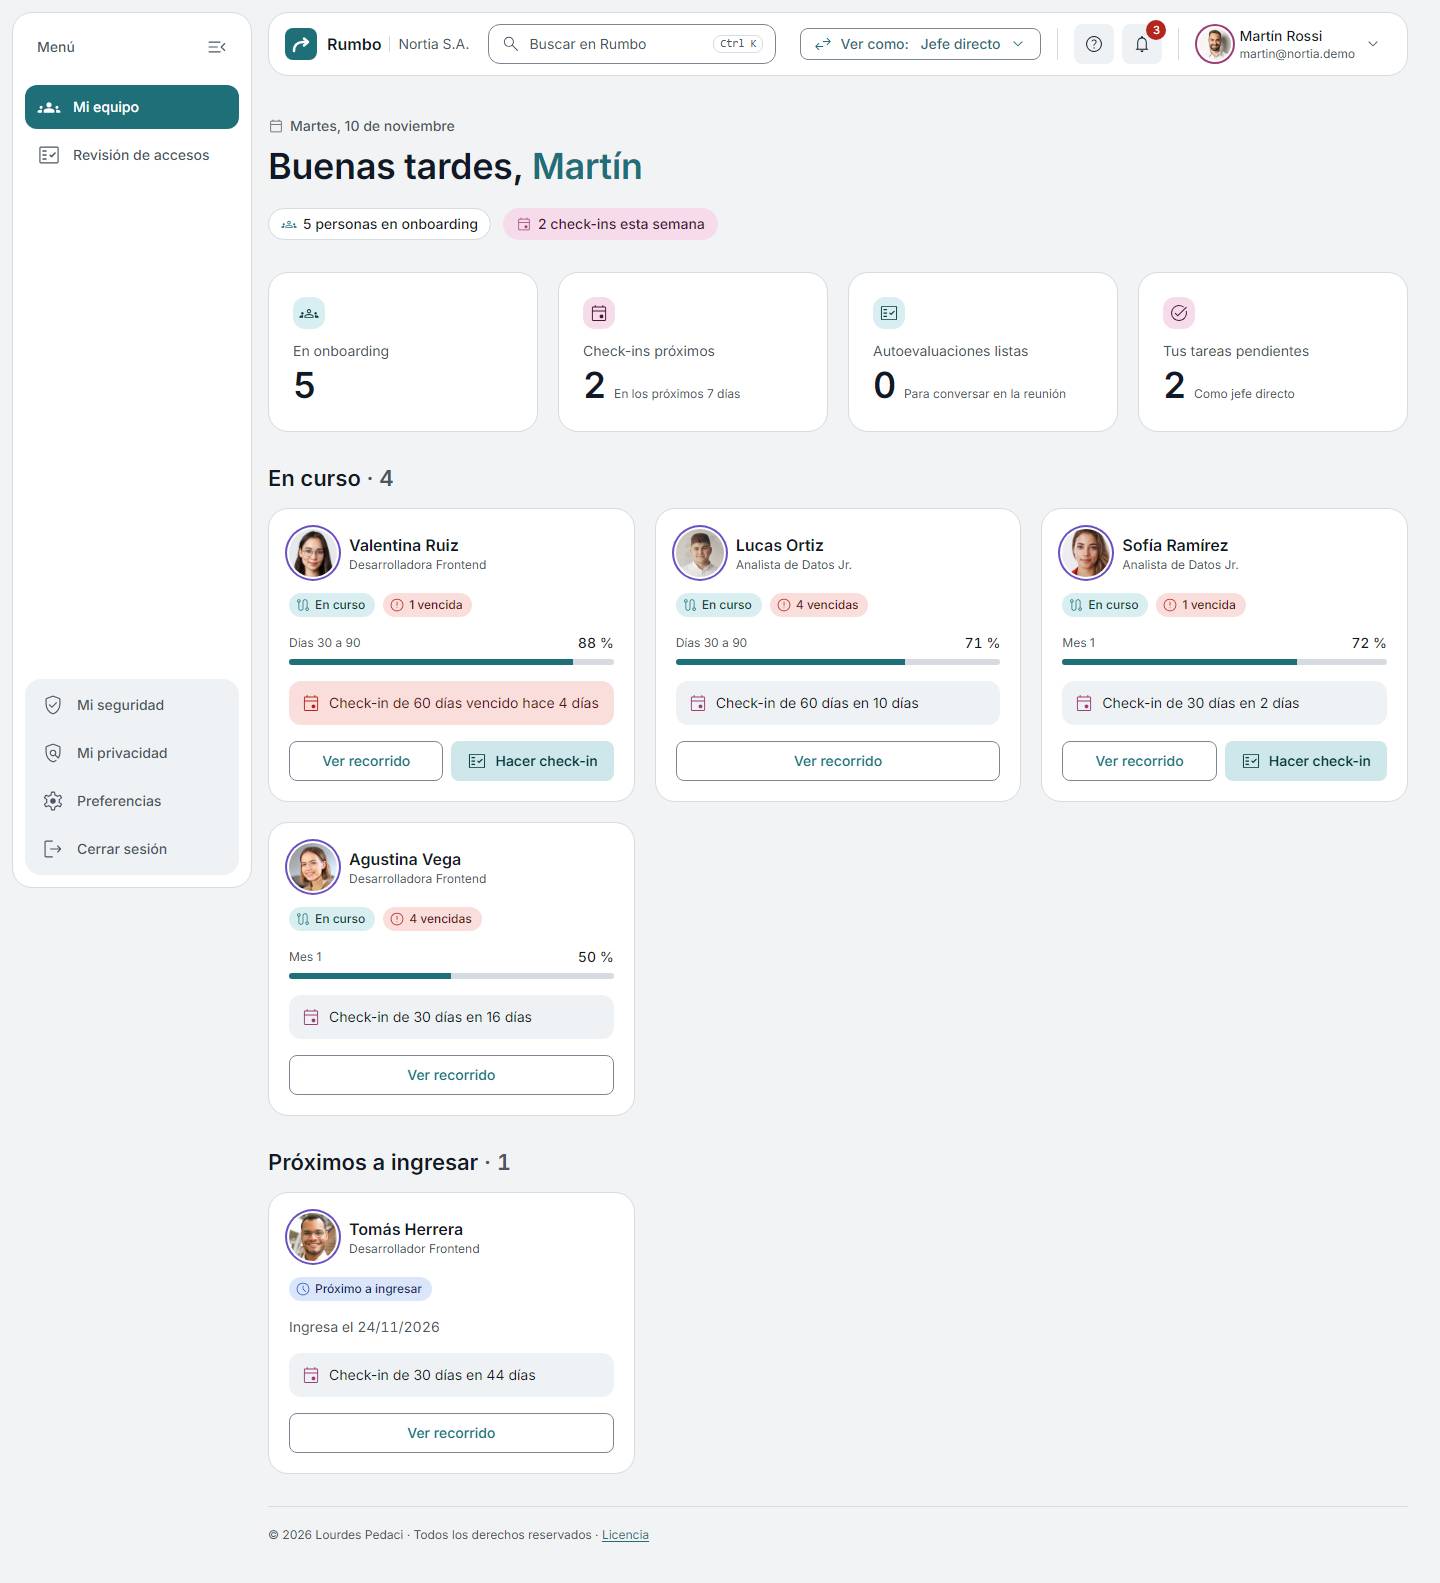 Menú
Mi equipo
Revisión de accesos
Mi seguridad
Mi privacidad
Preferencias
Cerrar sesión
Rumbo
Nortia S.A.
Buscar en Rumbo
Ctrl K
Ver como: Jefe directo
3
Martín Rossi
martin@nortia.demo
Martes, 10 de noviembre
Buenas tardes, Martín
5 personas en onboarding
2 check-ins esta semana
En onboarding
5
Check-ins próximos
2 En los próximos 7 días
Autoevaluaciones listas
0 Para conversar en la reunión
Tus tareas pendientes
2 Como jefe directo
En curso · 4
Valentina Ruiz
Desarrolladora Frontend
En curso
1 vencida
Días 30 a 90
88 %
Check-in de 60 días vencido hace 4 días
Ver recorrido
Hacer check-in
Lucas Ortiz
Analista de Datos Jr.
En curso
4 vencidas
Días 30 a 90
71 %
Check-in de 60 días en 10 días
Ver recorrido
Sofía Ramírez
Analista de Datos Jr.
En curso
1 vencida
Mes 1
72 %
Check-in de 30 días en 2 días
Ver recorrido
Hacer check-in
Agustina Vega
Desarrolladora Frontend
En curso
4 vencidas
Mes 1
50 %
Check-in de 30 días en 16 días
Ver recorrido
Próximos a ingresar · 1
Tomás Herrera
Desarrollador Frontend
Próximo a ingresar
Ingresa el 24/11/2026
Check-in de 30 días en 44 días
Ver recorrido
© 2026 Lourdes Pedaci · Todos los derechos reservados · Licencia